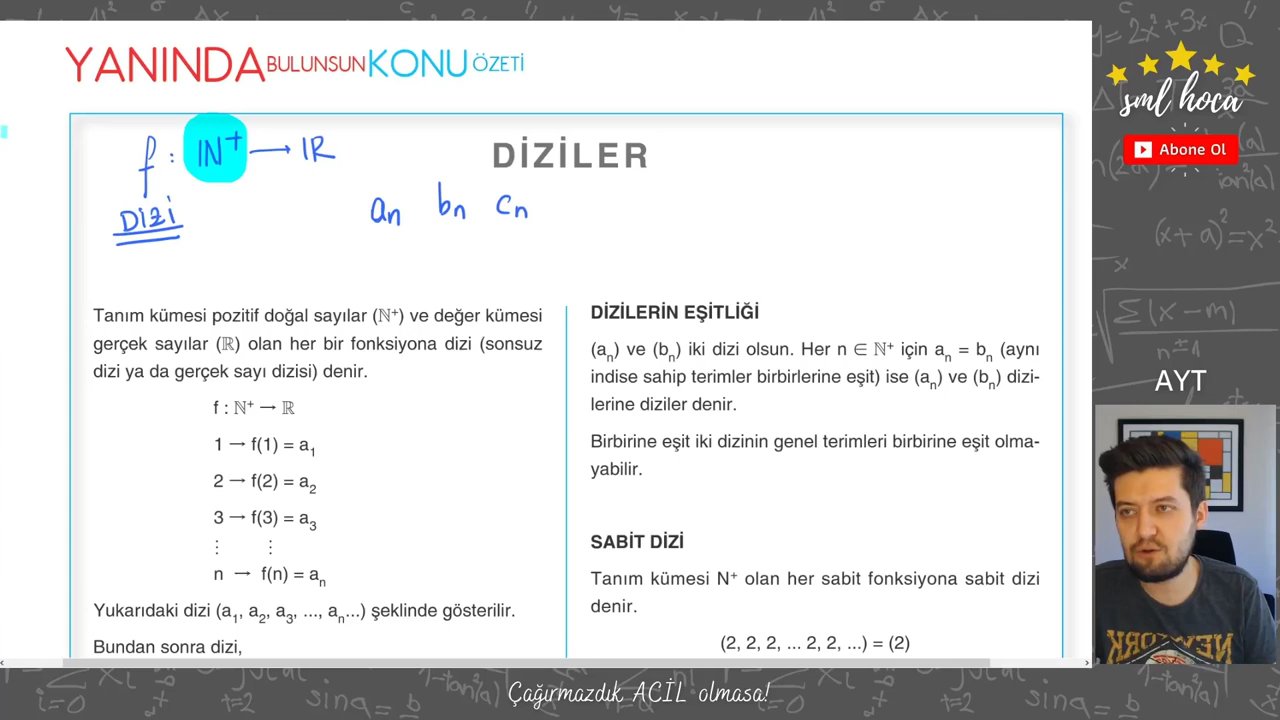 YANINDA BULUNSUN KONU ÖZETİ
f : IN⁺ → IR
Dizi
DİZİLER
aₙ bₙ cₙ
Tanım kümesi pozitif doğal sayılar (ℕ⁺) ve değer kümesi
gerçek sayılar (ℝ) olan her bir fonksiyona dizi (sonsuz
dizi ya da gerçek sayı dizisi) denir.
f : ℕ⁺ → ℝ
1 → f(1) = a₁
2 → f(2) = a₂
3 → f(3) = a₃
⋮ ⋮
n → f(n) = aₙ
Yukarıdaki dizi (a₁, a₂, a₃, ..., aₙ...) şeklinde gösterilir.
Bundan sonra dizi,
DİZİLERİN EŞİTLİĞİ
(aₙ) ve (bₙ) iki dizi olsun. Her n ∈ ℕ⁺ için aₙ = bₙ (aynı
indise sahip terimler birbirlerine eşit) ise (aₙ) ve (bₙ) dizi-
lerine diziler denir.
Birbirine eşit iki dizinin genel terimleri birbirine eşit olma-
yabilir.
SABİT DİZİ
Tanım kümesi N⁺ olan her sabit fonksiyona sabit dizi
denir.
(2, 2, 2, ... 2, 2, ...) = (2)
sml hoca
Abone Ol
(x + a)² = x²
Σ(x − m)
n ± 1
AYT
NEW YORK
Çağırmazdık ACİL olmasa!